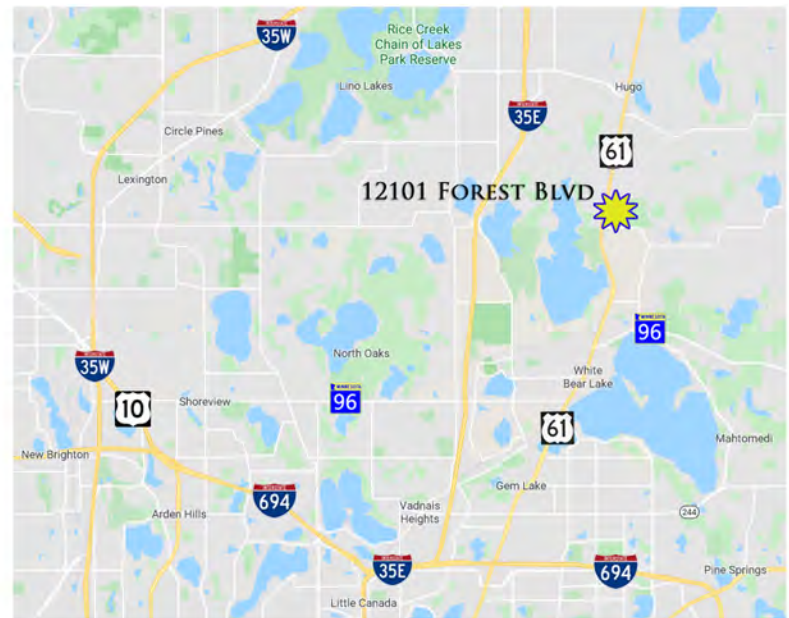 35W
Rice Creek
Chain of Lakes
Park Reserve
Lino Lakes
Hugo
35E
Circle Pines
61
Lexington
12101 FOREST BLVD
MINNESOTA
96
North Oaks
35W
White
Bear Lake
MINNESOTA
96
10
Shoreview
61
Mahtomedi
New Brighton
Gem Lake
694
Vadnais
Heights
Arden Hills
244
35E
694
Pine Springs
Little Canada